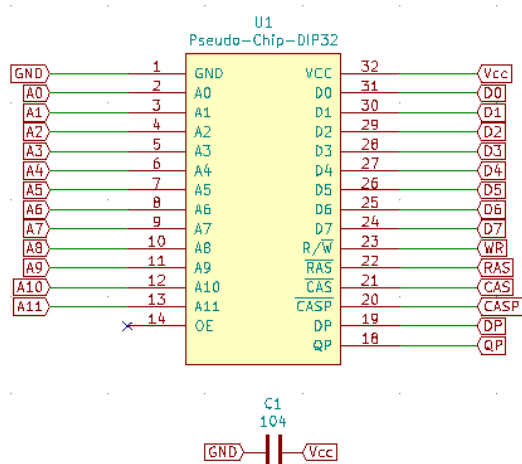 U1
Pseudo-Chip-DIP32
GND 1 GND VCC 32 Vcc
A0 2 A0 D0 31 D0
A1 3 A1 D1 30 D1
A2 4 A2 D2 29 D2
A3 5 A3 D3 28 D3
A4 6 A4 D4 27 D4
A5 7 A5 D5 26 D5
A6 8 A6 D6 25 D6
A7 9 A7 D7 24 D7
A8 10 A8 R/W 23 WR
A9 11 A9 RAS 22 RAS
A10 12 A10 CAS 21 CAS
A11 13 A11 CASP 20 CASP
14 OE DP 19 DP
QP 18 QP
C1
104
GND Vcc